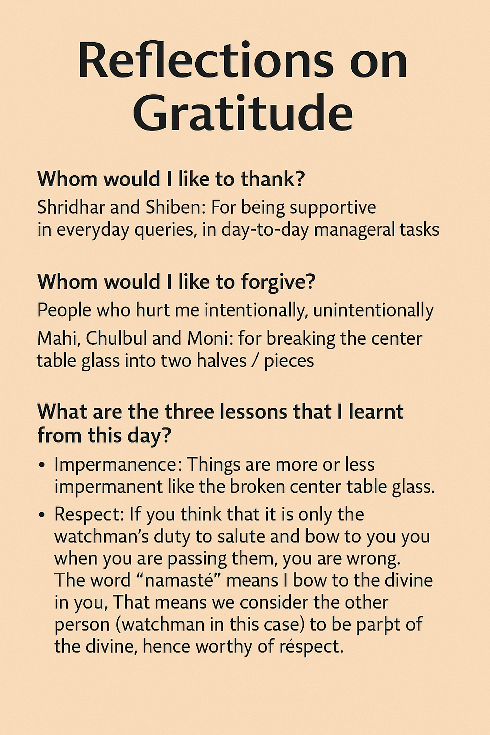 Reflections on
Gratitude
Whom would I like to thank?
Shridhar and Shiben: For being supportive
in everyday queries, in day-to-day manageral tasks
Whom would I like to forgive?
People who hurt me intentionally, unintentionally
Mahi, Chulbul and Moni: for breaking the center
table glass into two halves / pieces
What are the three lessons that I learnt
from this day?
• Impermanence: Things are more or less
impermanent like the broken center table glass.
• Respect: If you think that it is only the
watchman's duty to salute and bow to you you
when you are passing them, you are wrong.
The word “namasté” means I bow to the divine
in you, That means we consider the other
person (watchman in this case) to be parþt of
the divine, hence worthy of réspect.